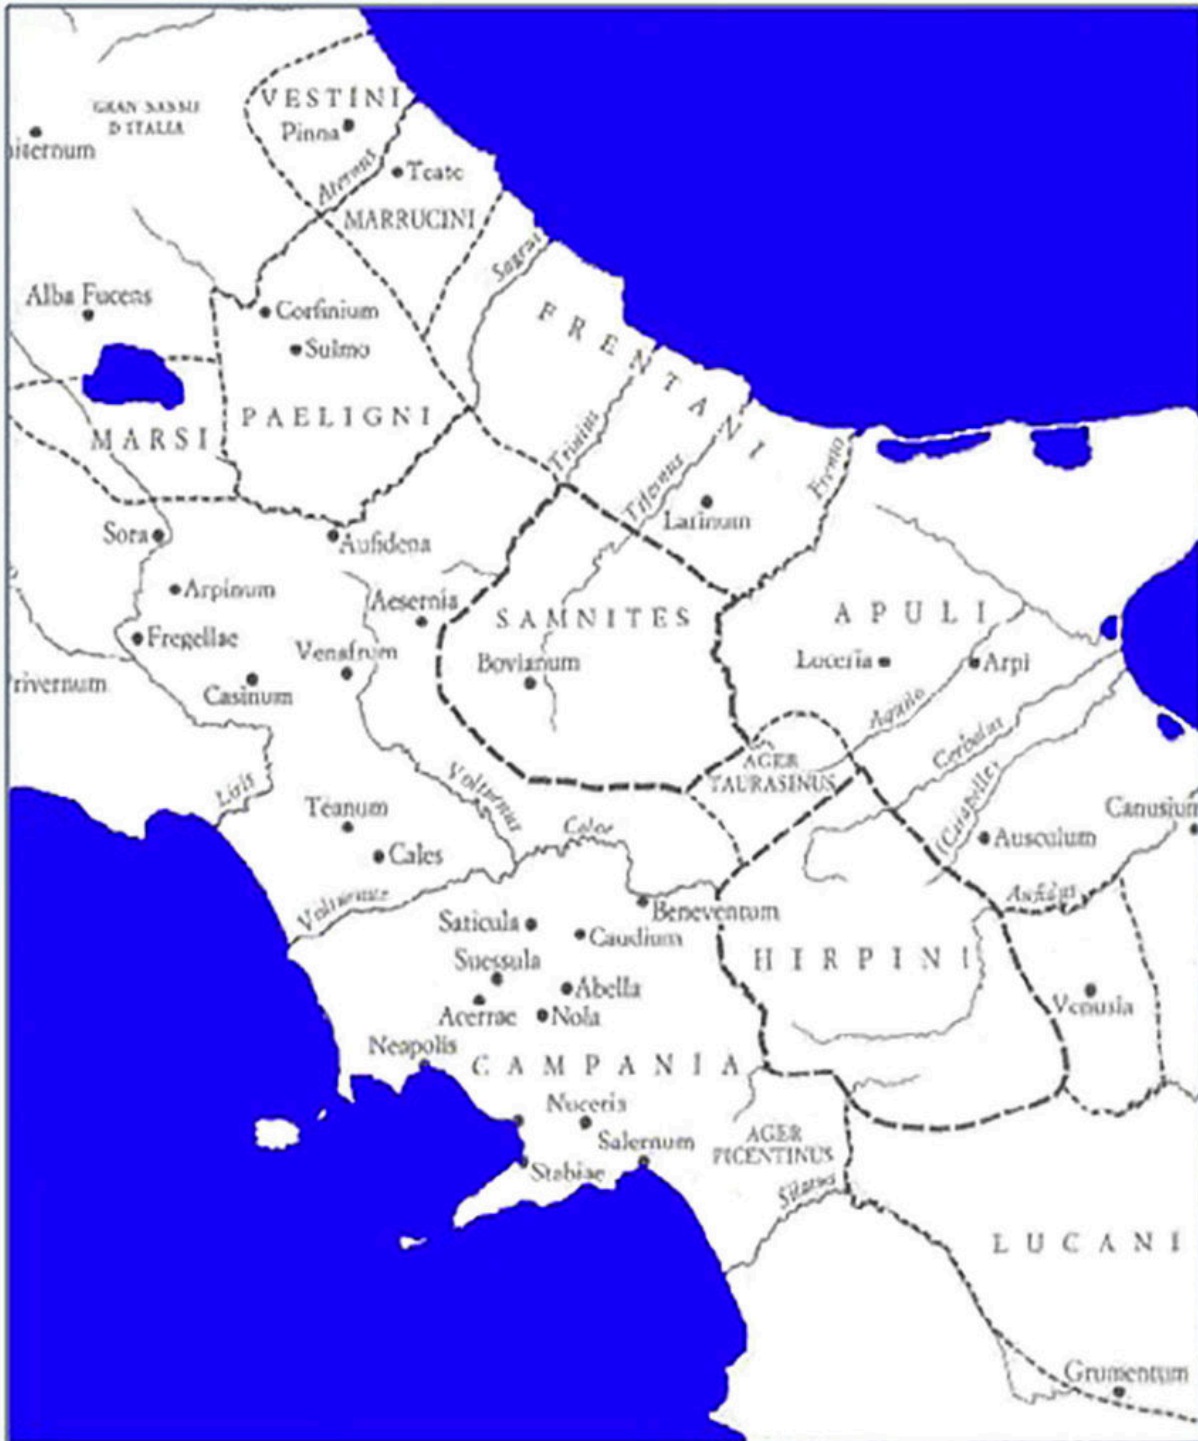 VESTINI
GRAN SASSO
D'ITALIA
Pinna
iternum
Aternus
Teate
MARRUCINI
Sagrus
Alba Fucens
Corfinium
Sulmo
FRENTANI
PAELIGNI
MARSI
Trinius
Tifernus
Frento
Larinum
Sora
Aufidena
Arpinum
Aesernia
SAMNITES
APULI
Fregellae
Venafrum
Bovianum
Luceria
Arpi
rivernum
Casinum
Aquilo
Cerbalus
AGER
TAURASINUS
Liris
Volturnus
(Carapelle)
Teanum
Calor
Canusium
Cales
Ausculum
Volturnus
Aufidus
Saticula
Beneventum
Caudium
HIRPINI
Suessula
Abella
Venusia
Acerrae
Nola
Neapolis
CAMPANIA
Nuceria
AGER
PICENTINUS
Salernum
Stabiae
Silarus
LUCANI
Grumentum